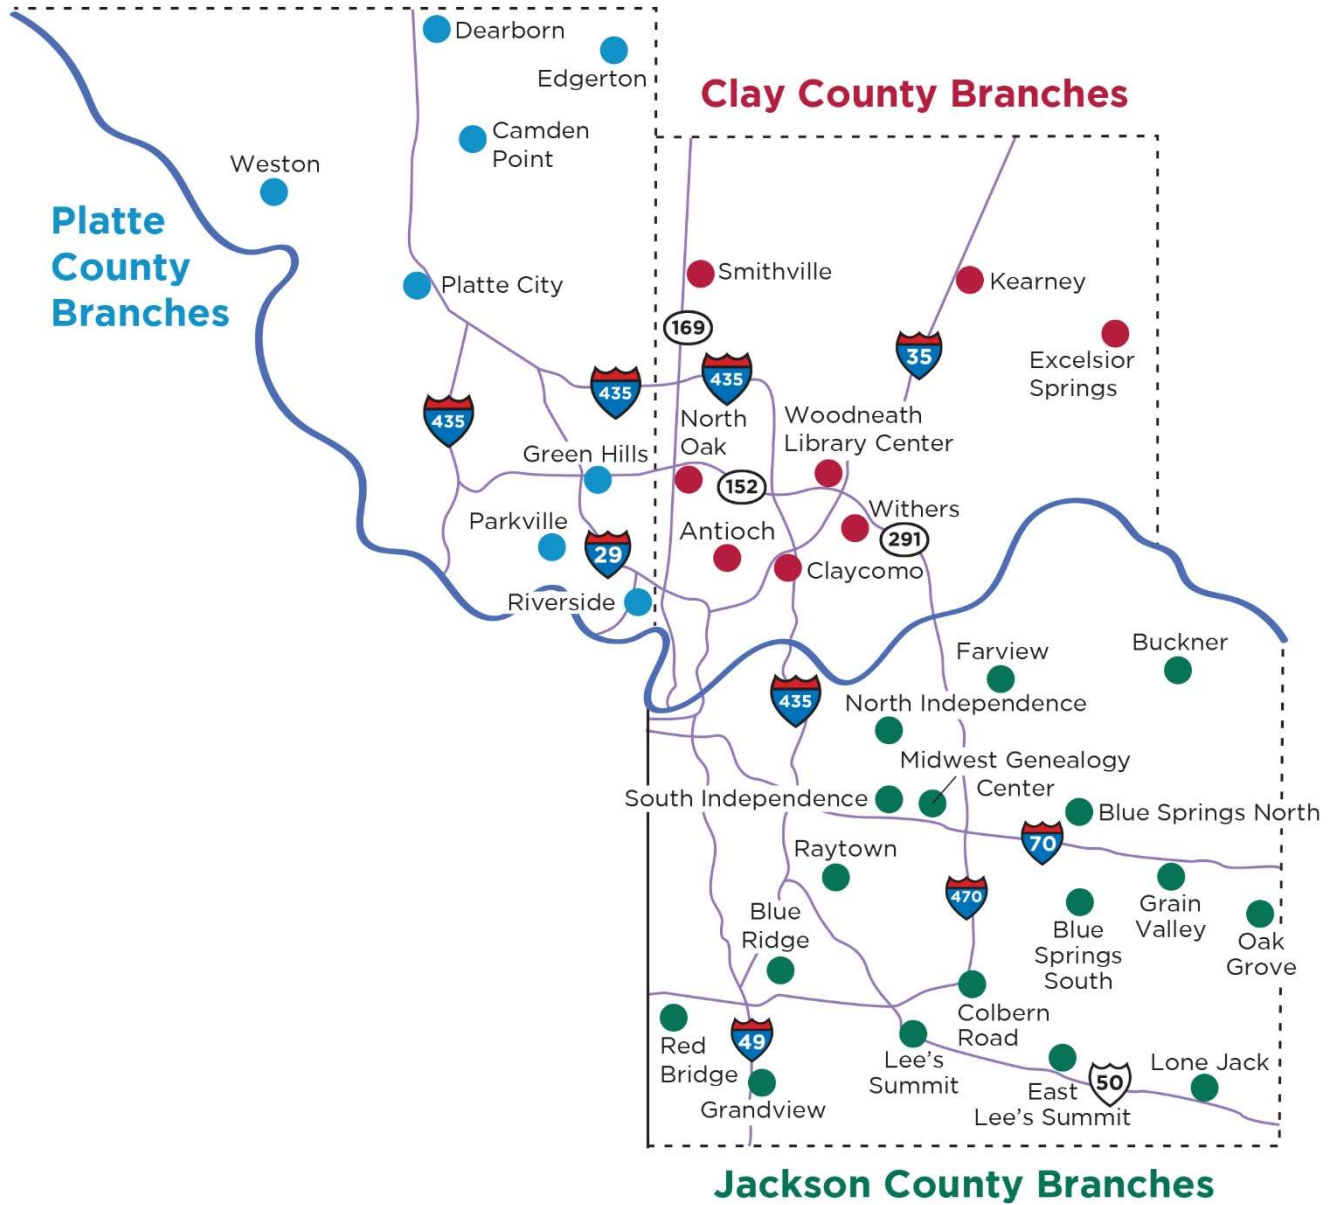 Dearborn
Edgerton
Clay County Branches
Camden
Point
Weston
Platte
County
Branches
Platte City
Smithville
Kearney
169
35
Excelsior
Springs
435
435
435
North
Oak
Woodneath
Library Center
Green Hills
152
Withers
Parkville
Antioch
291
29
Claycomo
Riverside
Farview
Buckner
435
North Independence
Midwest Genealogy
Center
South Independence
Blue Springs North
70
Raytown
470
Blue
Ridge
Grain
Valley
Blue
Springs
South
Oak
Grove
Colbern
Road
Red
Bridge
49
Lee's
Summit
Lone Jack
50
East
Lee's Summit
Grandview
Jackson County Branches